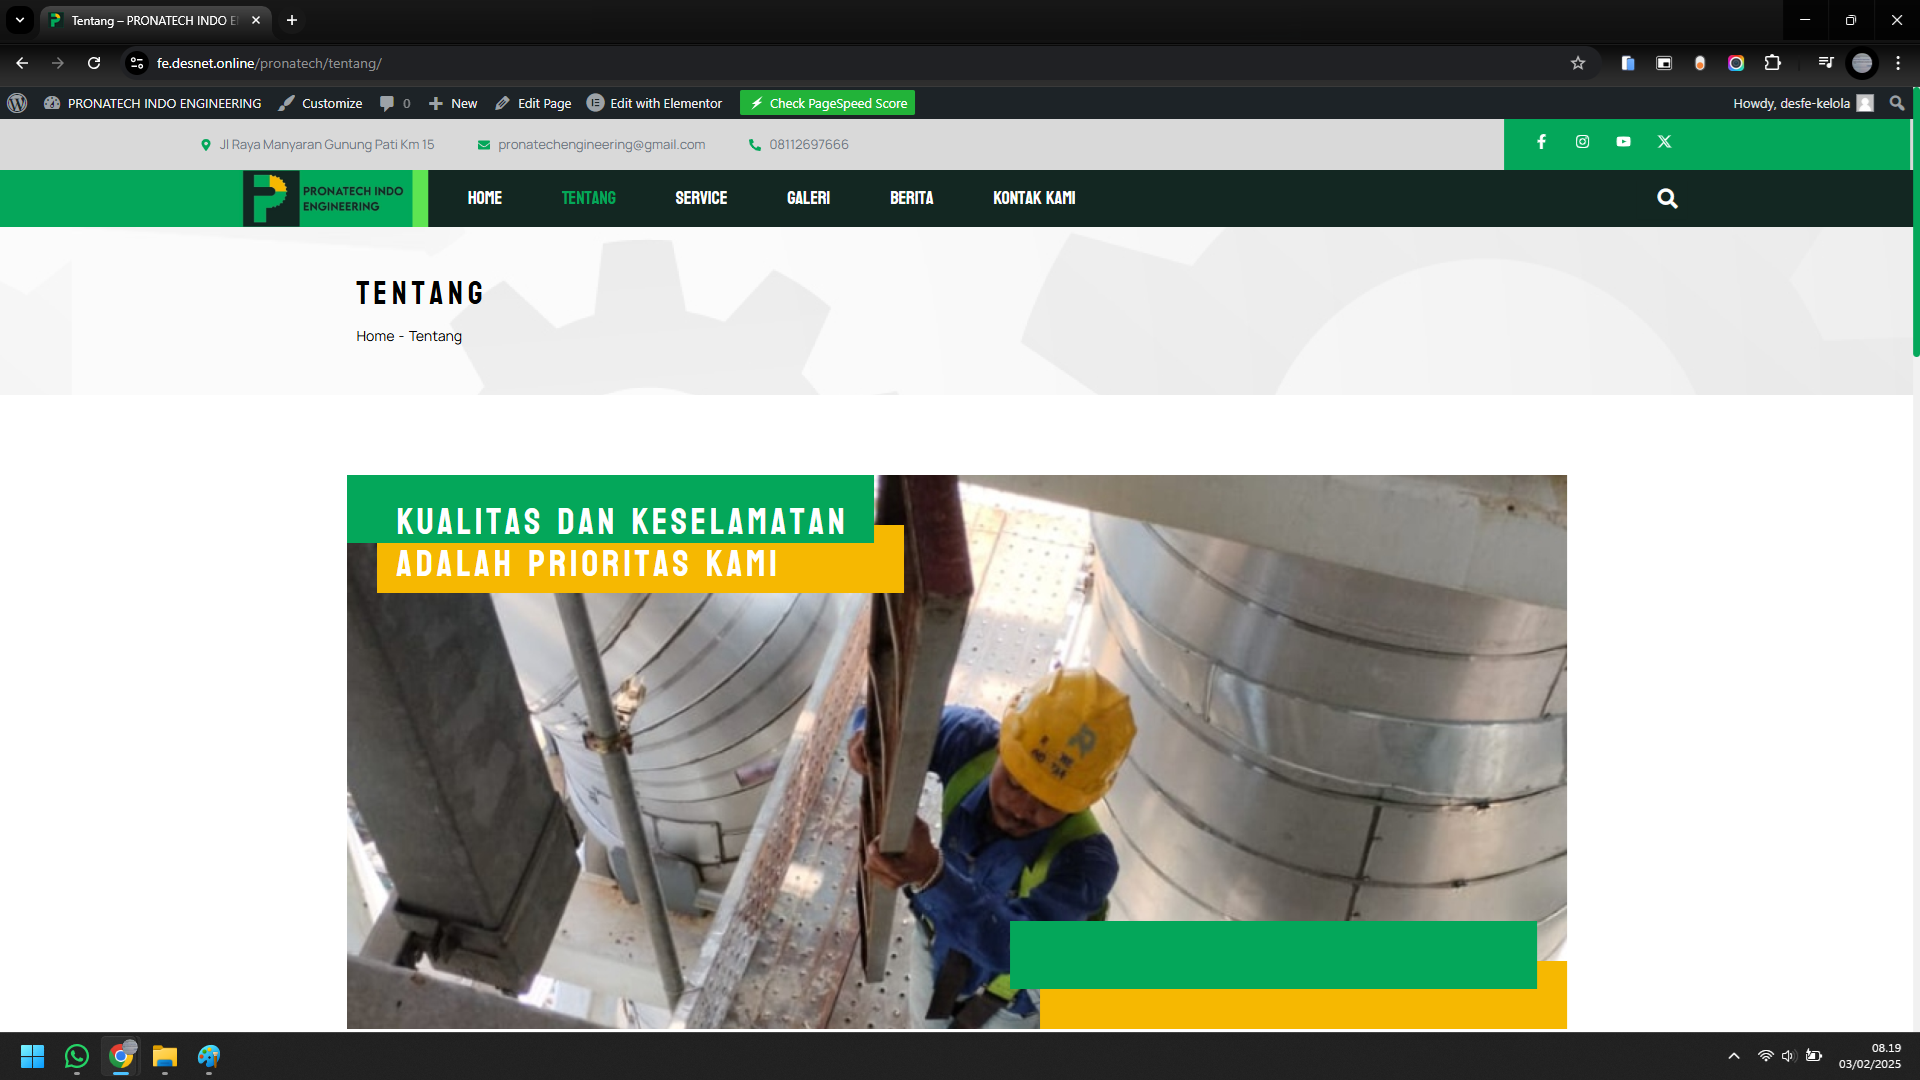 Tentang – PRONATECH INDO E
fe.desnet.online/pronatech/tentang/
PRONATECH INDO ENGINEERING Customize 0 New Edit Page Edit with Elementor Check PageSpeed Score Howdy, desfe-kelola
Jl Raya Manyaran Gunung Pati Km 15 pronatechengineering@gmail.com 08112697666
PRONATECH INDO
ENGINEERING
HOME TENTANG SERVICE GALERI BERITA KONTAK KAMI
TENTANG
Home - Tentang
KUALITAS DAN KESELAMATAN
ADALAH PRIORITAS KAMI
08.19
03/02/2025